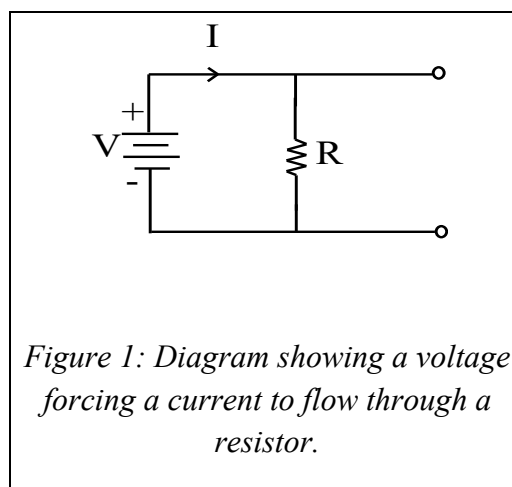 I
+
V
R
-
Figure 1: Diagram showing a voltage
forcing a current to flow through a
resistor.